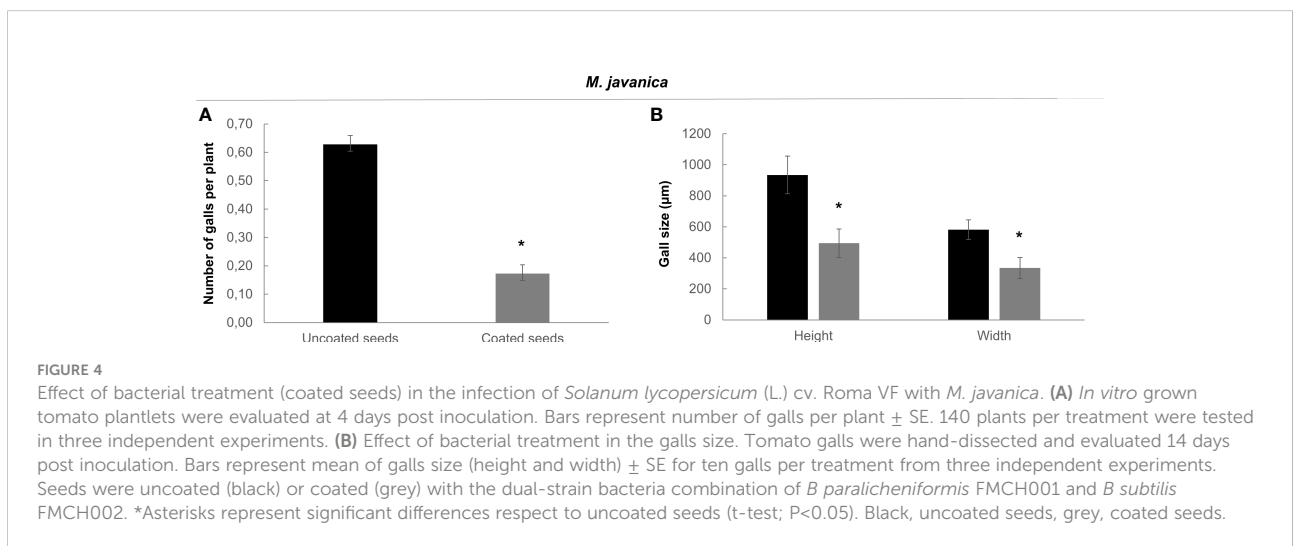 M. javanica
A
Number of galls per plant
0,70
0,60
0,50
0,40
0,30
0,20
0,10
0,00
*
Uncoated seeds
Coated seeds
B
Gall size (µm)
1200
1000
800
600
400
200
0
*
*
Height
Width
FIGURE 4
Effect of bacterial treatment (coated seeds) in the infection of Solanum lycopersicum (L.) cv. Roma VF with M. javanica. (A) In vitro grown
tomato plantlets were evaluated at 4 days post inoculation. Bars represent number of galls per plant ± SE. 140 plants per treatment were tested
in three independent experiments. (B) Effect of bacterial treatment in the galls size. Tomato galls were hand-dissected and evaluated 14 days
post inoculation. Bars represent mean of galls size (height and width) ± SE for ten galls per treatment from three independent experiments.
Seeds were uncoated (black) or coated (grey) with the dual-strain bacteria combination of B paralicheniformis FMCH001 and B subtilis
FMCH002. *Asterisks represent significant differences respect to uncoated seeds (t-test; P<0.05). Black, uncoated seeds, grey, coated seeds.